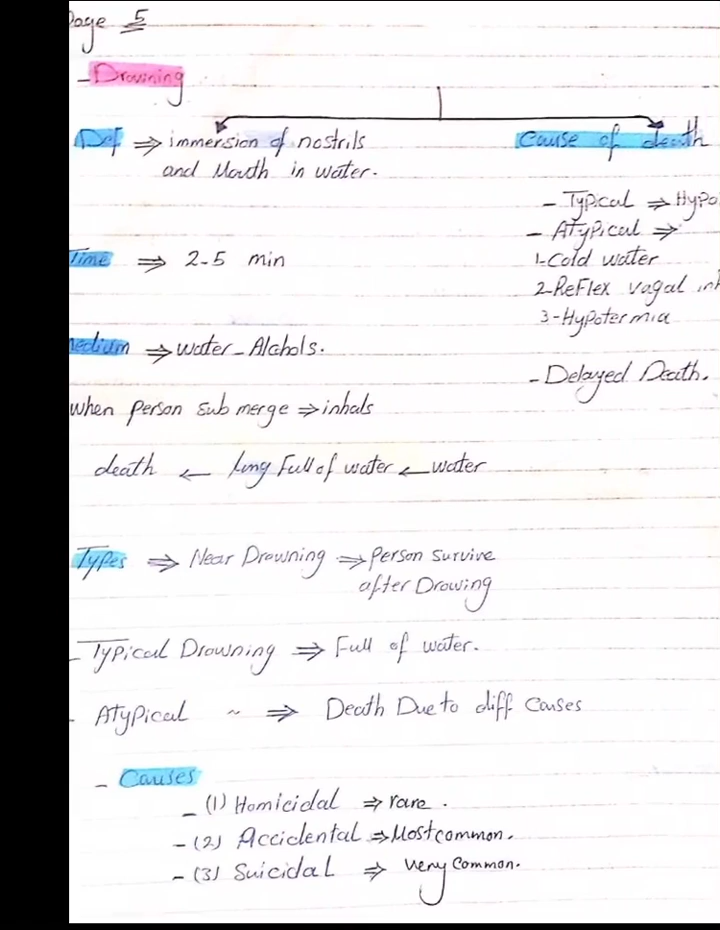 Page 5
- Drowning
Def ⇒ immersion of nostrils
and Mouth in water.
Time ⇒ 2-5 min
medium ⇒ water - Alchols.
when person submerge ⇒ inhals
death ← lung Full of water ← water
Types ⇒ Near Drowning ⇒ Person survive
after Drowing
- Typical Drowning ⇒ Full of water.
- Atypical ~ ⇒ Death Due to diff causes
- Causes
- (1) Homicidal ⇒ rare.
- (2) Accidental ⇒ Most common.
- (3) Suicidal ⇒ Very Common.
Cause of death
- Typical ⇒ Hypo
- Atypical ⇒
1-Cold water
2-Reflex vagal in
3-Hypotermia
- Delayed Death.